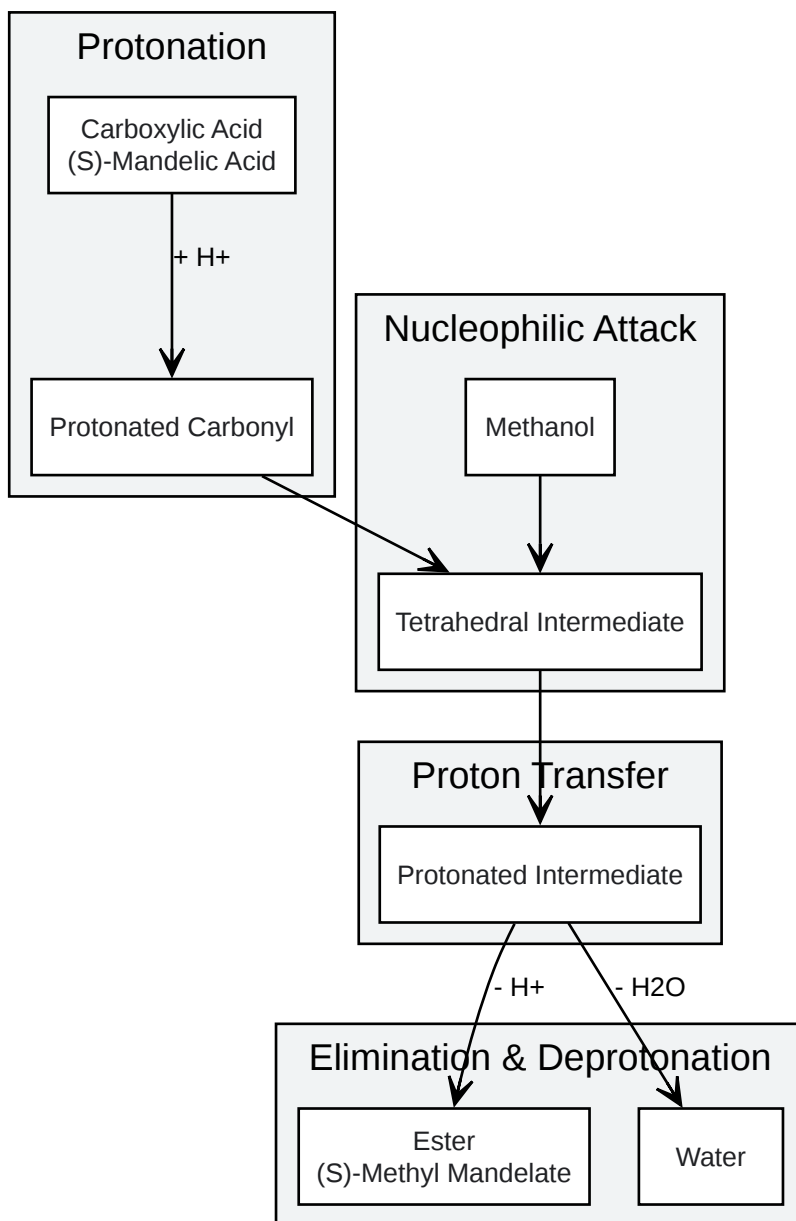 Protonation
Carboxylic Acid
(S)-Mandelic Acid
+ H+
Protonated Carbonyl
Nucleophilic Attack
Methanol
Tetrahedral Intermediate
Proton Transfer
Protonated Intermediate
- H+
- H2O
Elimination & Deprotonation
Ester
(S)-Methyl Mandelate
Water